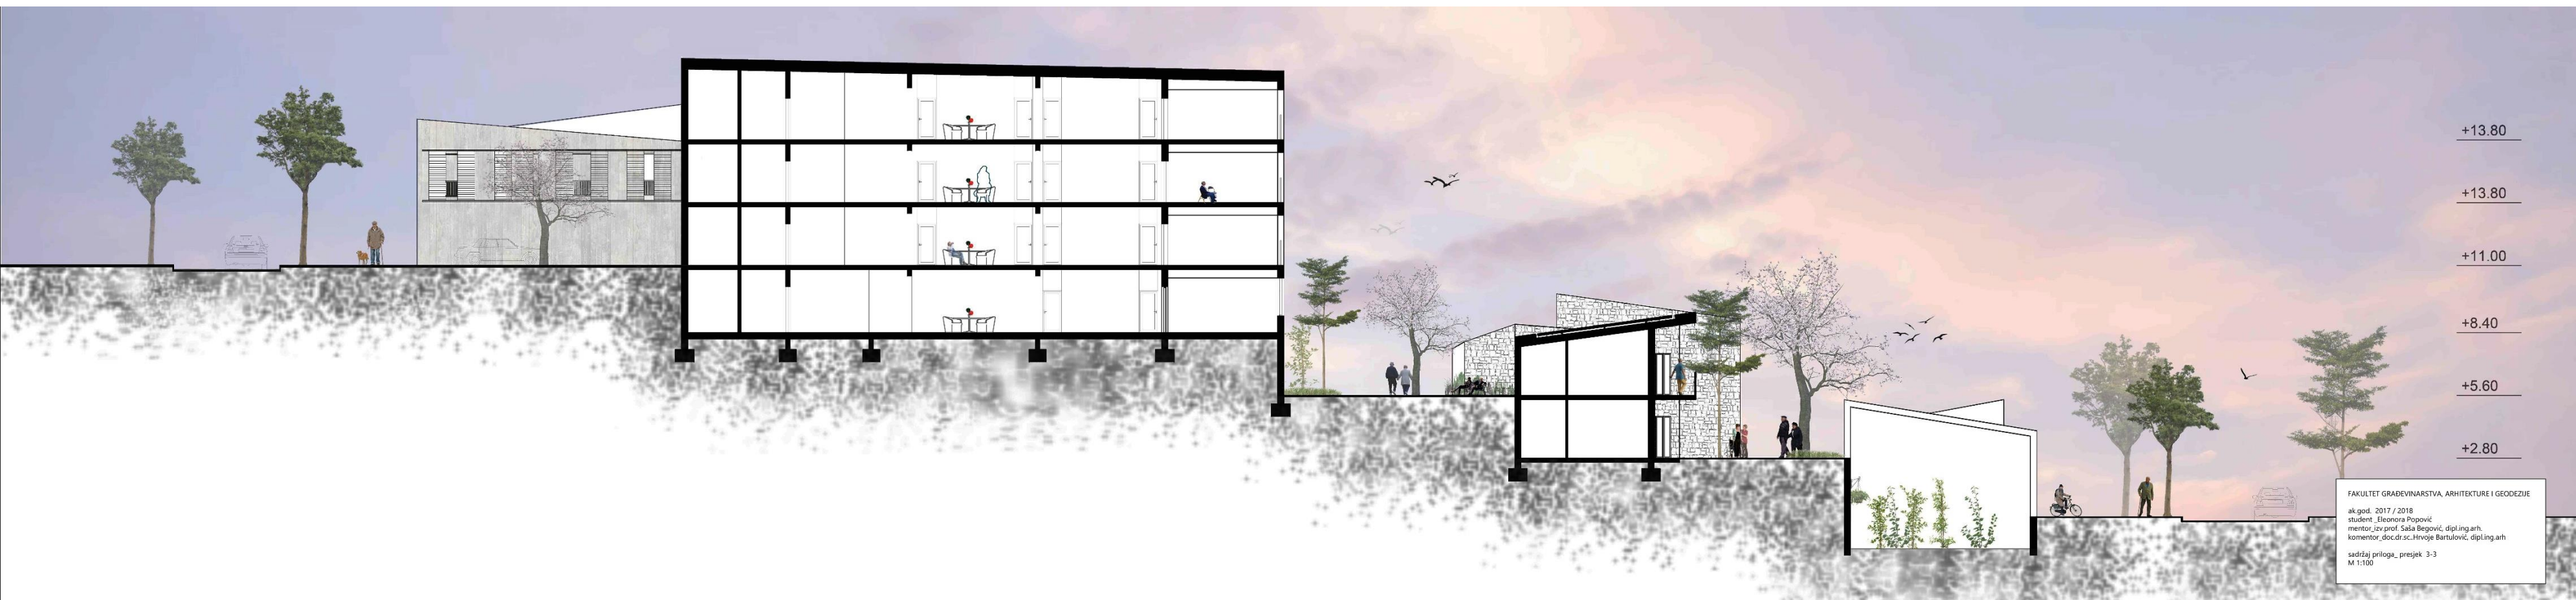 +13.80
+13.80
+11.00
+8.40
+5.60
+2.80
FAKULTET GRAĐEVINARSTVA, ARHITEKTURE I GEODEZIJE
ak.god. 2017 / 2018
student _Eleonora Popović
mentor_izv.prof. Saša Begović, dipl.ing.arh.
komentor_doc.dr.sc..Hrvoje Bartulović, dipl.ing.arh
sadržaj priloga_ presjek 3-3
M 1:100